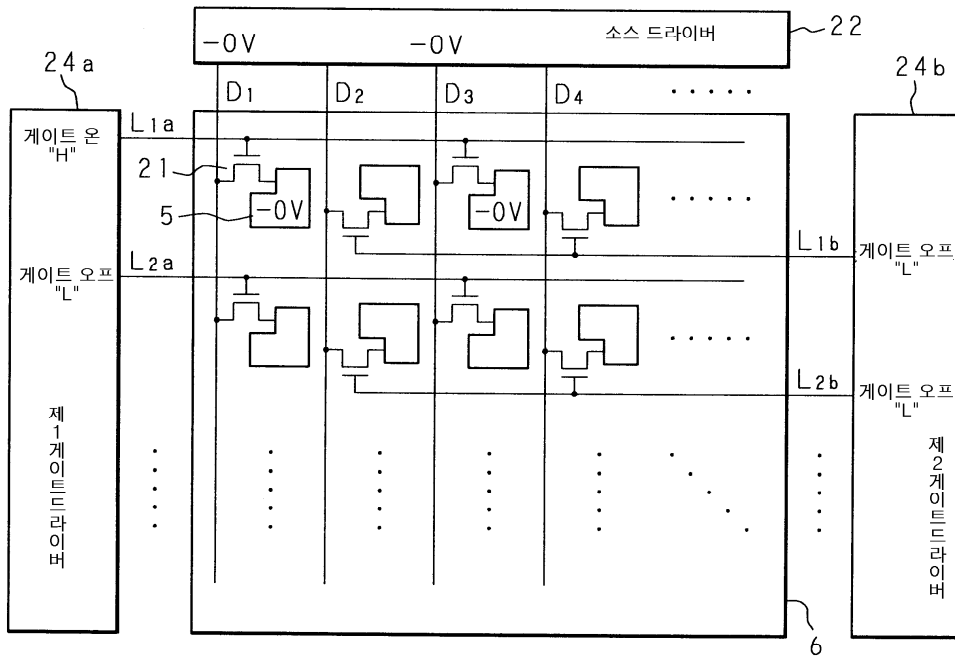 소스 드라이버
22
-0V
-0V
24a
24b
D1
D2
D3
D4
게이트 온
"H"
L1a
21
5
-0V
-0V
L1b
게이트 오프
"L"
게이트 오프
"L"
L2a
L2b
게이트 오프
"L"
제1게이트드라이버
제2게이트드라이버
6